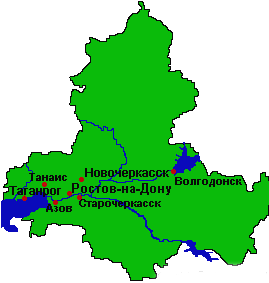 Новочеркасск
Танаис
Волгодонск
Таганрог
Ростов-на-Дону
Азов
Старочеркасск